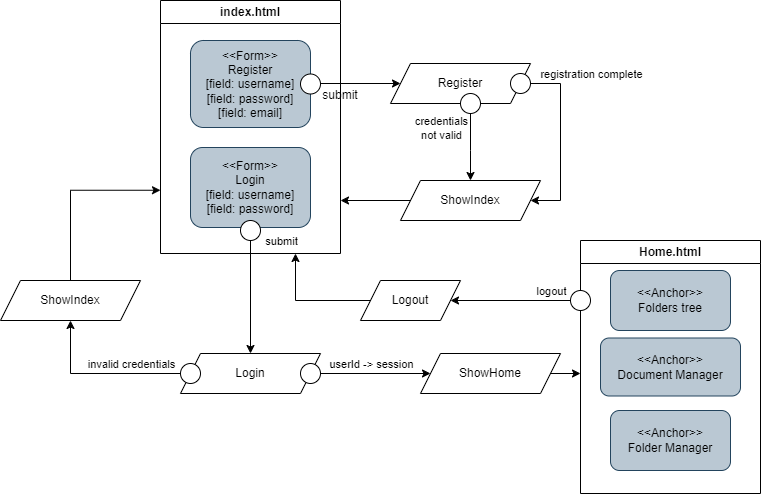 index.html
<<Form>>
Register
[field: username]
[field: password]
[field: email]
submit
Register
registration complete
credentials
not valid
<<Form>>
Login
[field: username]
[field: password]
submit
ShowIndex
Home.html
ShowIndex
Logout
logout
<<Anchor>>
Folders tree
invalid credentials
Login
userId -> session
ShowHome
<<Anchor>>
Document Manager
<<Anchor>>
Folder Manager